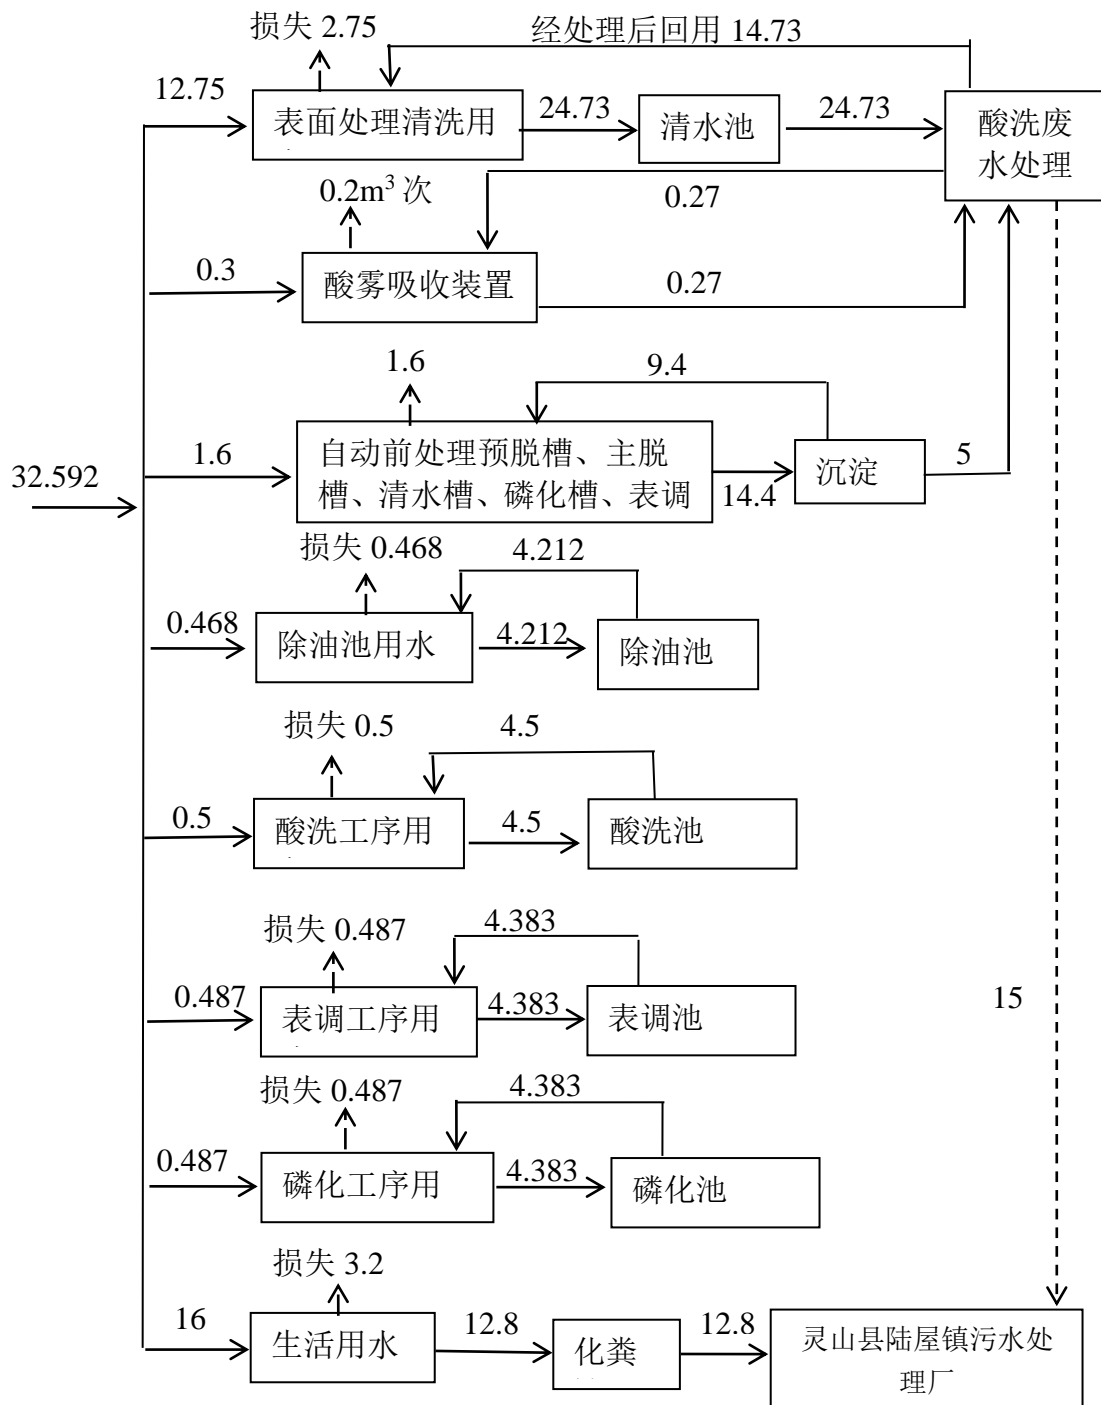 损失 2.75
经处理后回用 14.73
12.75
表面处理清洗用
24.73
清水池
24.73
酸洗废
水处理
0.2m³ 次
0.27
0.3
酸雾吸收装置
0.27
1.6
9.4
1.6
自动前处理预脱槽、主脱
槽、清水槽、磷化槽、表调
14.4
沉淀
5
32.592
损失 0.468
4.212
0.468
除油池用水
4.212
除油池
损失 0.5
4.5
0.5
酸洗工序用
4.5
酸洗池
损失 0.487
4.383
0.487
表调工序用
4.383
表调池
15
损失 0.487
4.383
0.487
磷化工序用
4.383
磷化池
损失 3.2
16
生活用水
12.8
化粪
12.8
灵山县陆屋镇污水处
理厂